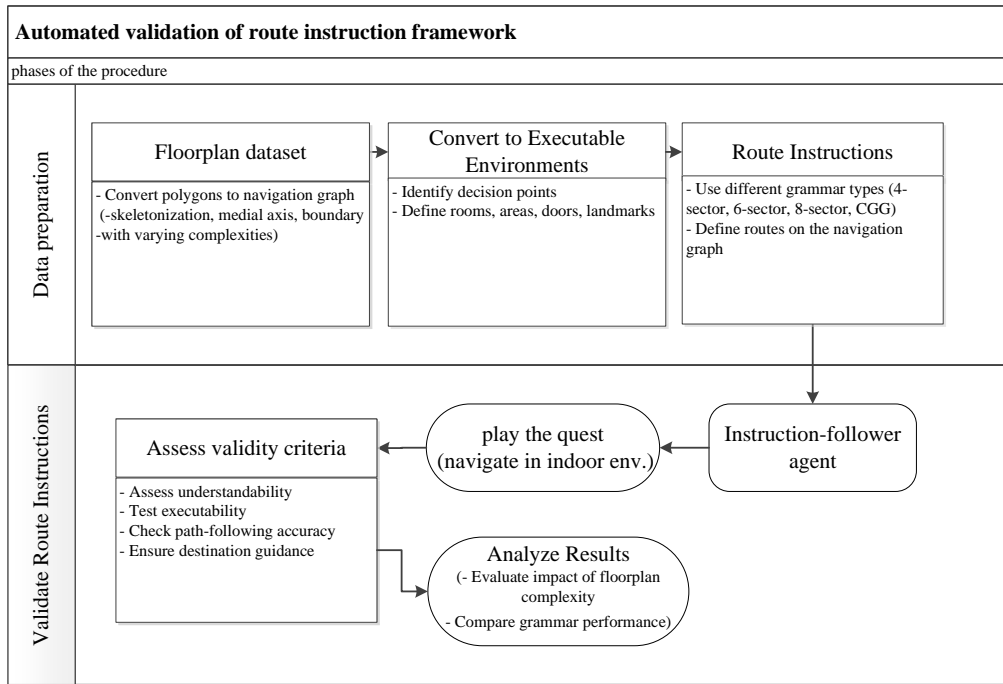 Automated validation of route instruction framework
phases of the procedure
Data preparation
Floorplan dataset
- Convert polygons to navigation graph
(-skeletonization, medial axis, boundary
-with varying complexities)
Convert to Executable
Environments
- Identify decision points
- Define rooms, areas, doors, landmarks
Route Instructions
- Use different grammar types (4-
sector, 6-sector, 8-sector, CGG)
- Define routes on the navigation
graph
Validate Route Instructions
Instruction-follower
agent
play the quest
(navigate in indoor env.)
Assess validity criteria
- Assess understandability
- Test executability
- Check path-following accuracy
- Ensure destination guidance
Analyze Results
(- Evaluate impact of floorplan
complexity
- Compare grammar performance)